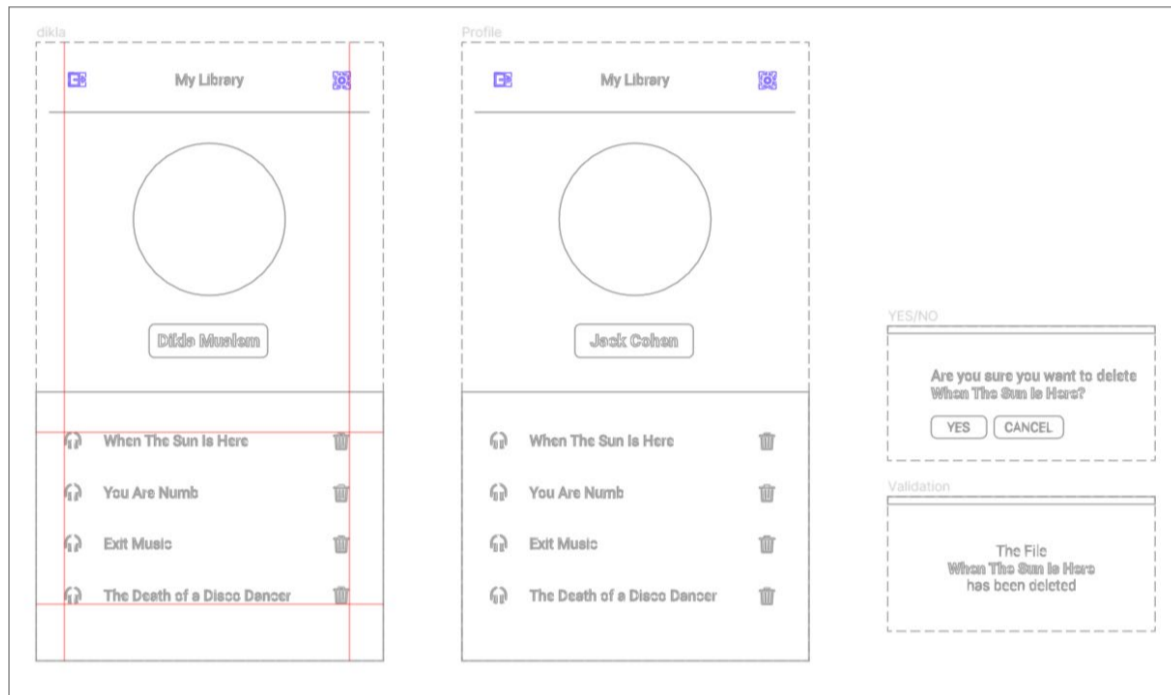 dikla
My Library
Dikla Mualem
When The Sun Is Here
You Are Numb
Exit Music
The Death of a Disco Dancer
Profile
My Library
Jack Cohen
When The Sun Is Here
You Are Numb
Exit Music
The Death of a Disco Dancer
YES/NO
Are you sure you want to delete
When The Sun Is Here?
YES
CANCEL
Validation
The File
When The Sun Is Here
has been deleted